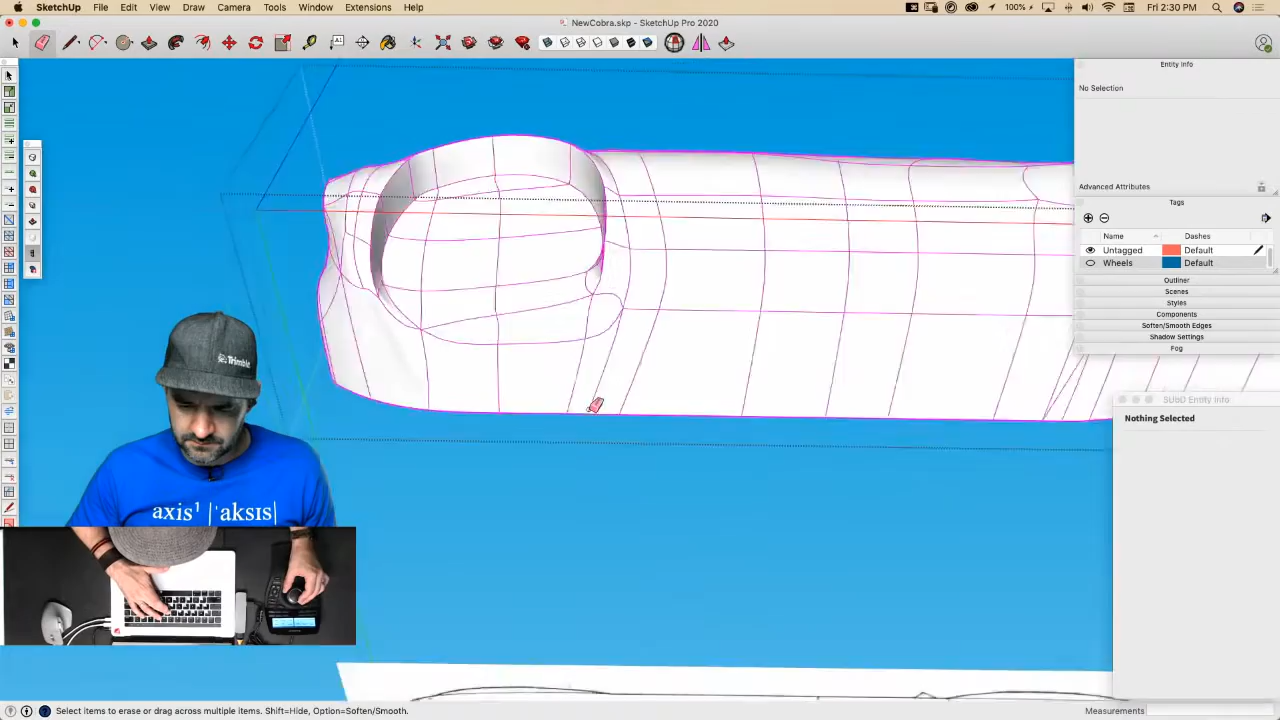 SketchUp File Edit View Draw Camera Tools Window Extensions Help
100% Fri 2:30 PM
NewCobra.skp - SketchUp Pro 2020
Entity Info
No Selection
Advanced Attributes
Tags
Name Dashes
Untagged Default
Wheels Default
Outliner
Scenes
Styles
Components
Soften/Smooth Edges
Shadow Settings
Fog
SUbD Entity Info
Nothing Selected
Trimble
axis¹ |ˈaksɪs|
Select items to erase or drag across multiple items. Shift=Hide, Option=Soften/Smooth.
Measurements